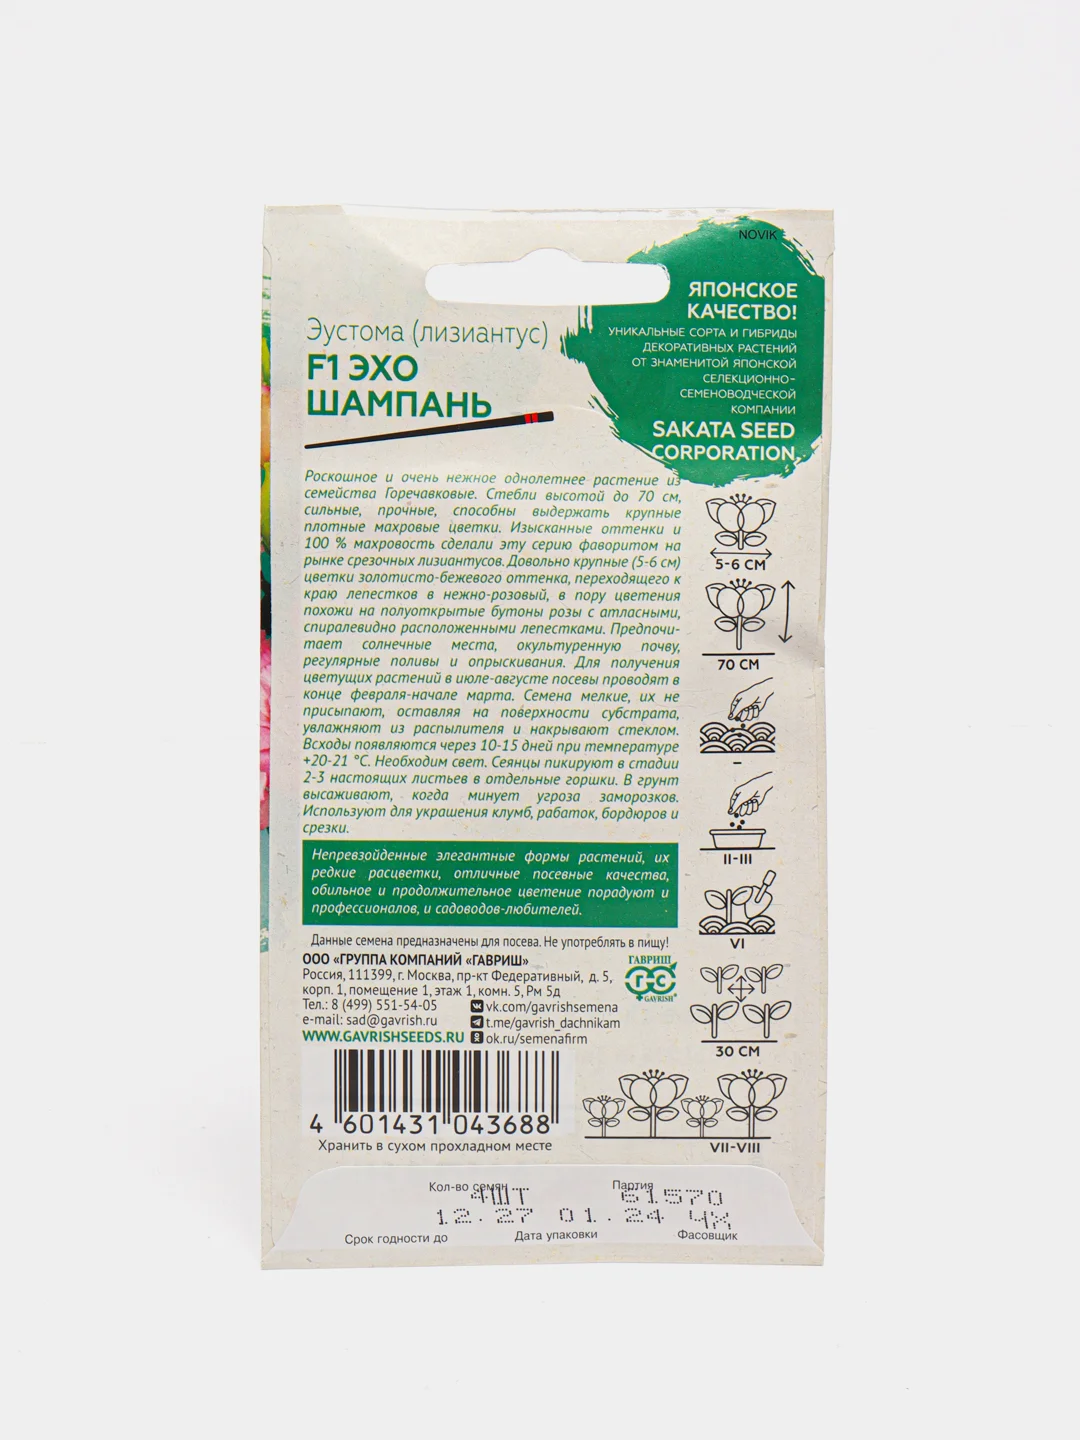 NOVIK
ЯПОНСКОЕ
КАЧЕСТВО!
УНИКАЛЬНЫЕ СОРТА И ГИБРИДЫ
ДЕКОРАТИВНЫХ РАСТЕНИЙ
ОТ ЗНАМЕНИТОЙ ЯПОНСКОЙ
СЕЛЕКЦИОННО-
СЕМЕНОВОДЧЕСКОЙ
КОМПАНИИ
SAKATA SEED
CORPORATION
Эустома (лизиантус)
F1 ЭХО
ШАМПАНЬ
Роскошное и очень нежное однолетнее растение из
семейства Горечавковые. Стебли высотой до 70 см,
сильные, прочные, способны выдержать крупные
плотные махровые цветки. Изысканные оттенки и
100 % махровость сделали эту серию фаворитом на
рынке срезочных лизиантусов. Довольно крупные (5-6 см)
цветки золотисто-бежевого оттенка, переходящего к
краю лепестков в нежно-розовый, в пору цветения
похожи на полуоткрытые бутоны розы с атласными,
спиралевидно расположенными лепестками. Предпочи-
тает солнечные места, окультуренную почву,
регулярные поливы и опрыскивания. Для получения
цветущих растений в июле-августе посевы проводят в
конце февраля-начале марта. Семена мелкие, их не
присыпают, оставляя на поверхности субстрата,
увлажняют из распылителя и накрывают стеклом.
Всходы появляются через 10-15 дней при температуре
+20-21 °С. Необходим свет. Сеянцы пикируют в стадии
2-3 настоящих листьев в отдельные горшки. В грунт
высаживают, когда минует угроза заморозков.
Используют для украшения клумб, рабаток, бордюров и
срезки.
Непревзойденные элегантные формы растений, их
редкие расцветки, отличные посевные качества,
обильное и продолжительное цветение порадуют и
профессионалов, и садоводов-любителей.
5-6 СМ
70 СМ
–
II-III
VI
30 СМ
VII-VIII
Данные семена предназначены для посева. Не употреблять в пищу!
ООО «ГРУППА КОМПАНИЙ «ГАВРИШ»
Россия, 111399, г. Москва, пр-кт Федеративный, д. 5,
корп. 1, помещение 1, этаж 1, комн. 5, Рм 5д
Тел.: 8 (499) 551-54-05
e-mail: sad@gavrish.ru
WWW.GAVRISHSEEDS.RU
vk.com/gavrishsemena
t.me/gavrish_dachnikam
ok.ru/semenafirm
ГАВРИШ
ГС
GAVRISH®
4 601431 043688
Хранить в сухом прохладном месте
Кол-во семян Партия
4ШТ 61570
12.27 01.24 ЧХ
Срок годности до Дата упаковки Фасовщик